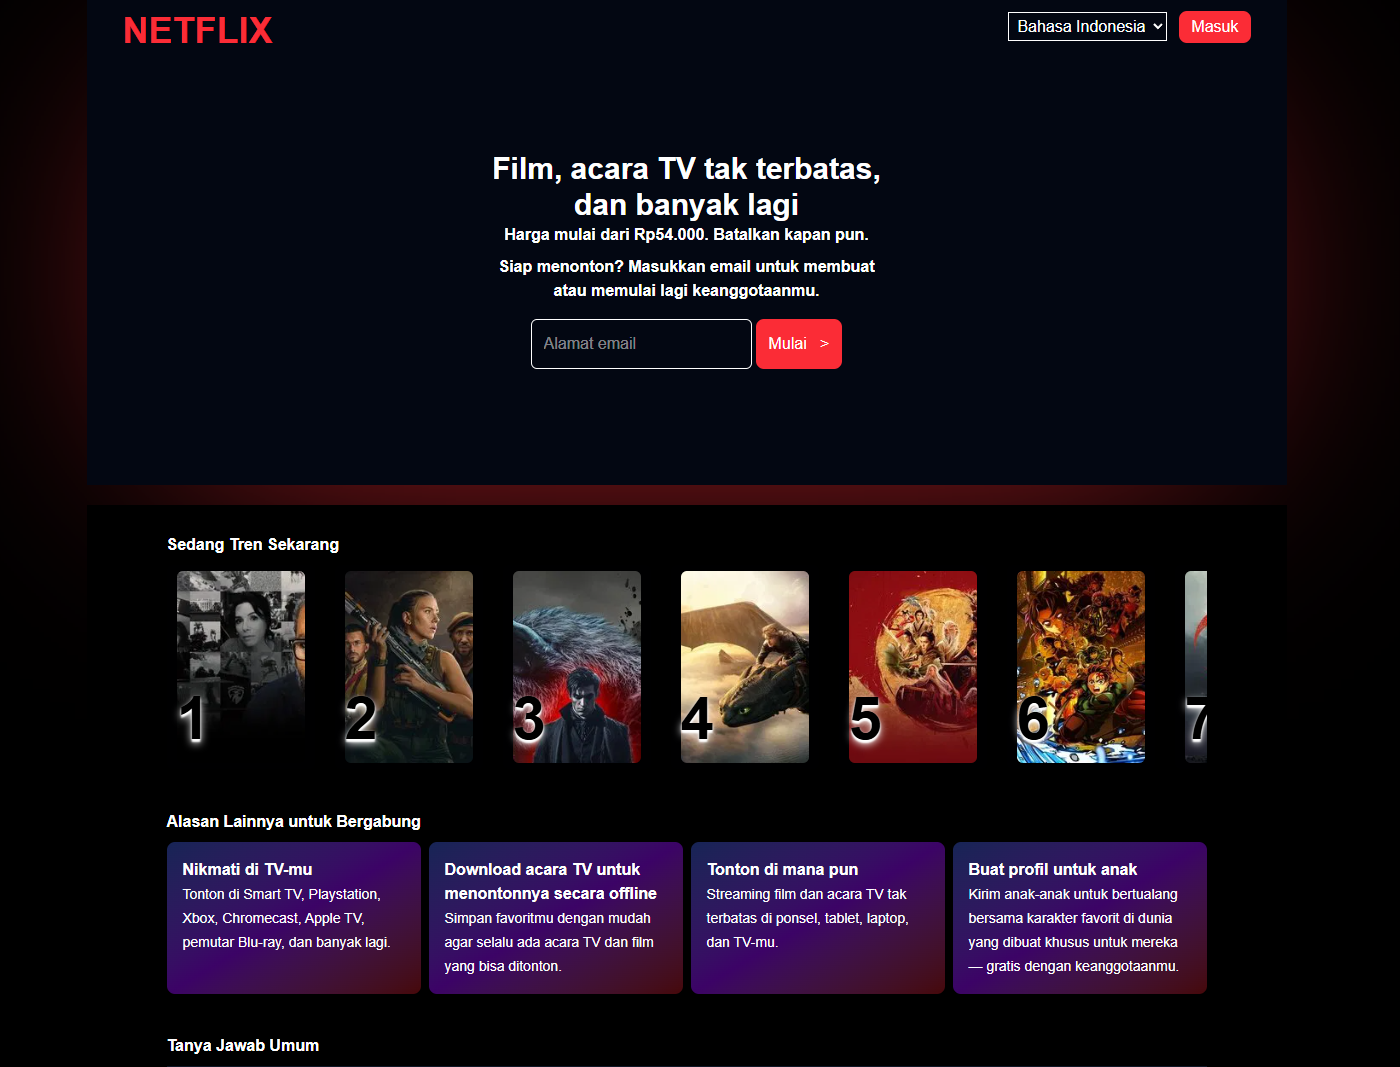 NETFLIX
Bahasa Indonesia
Masuk
Film, acara TV tak terbatas,
dan banyak lagi
Harga mulai dari Rp54.000. Batalkan kapan pun.
Siap menonton? Masukkan email untuk membuat
atau memulai lagi keanggotaanmu.
Alamat email
Mulai >
Sedang Tren Sekarang
1
2
3
4
5
6
7
Alasan Lainnya untuk Bergabung
Nikmati di TV-mu
Tonton di Smart TV, Playstation,
Xbox, Chromecast, Apple TV,
pemutar Blu-ray, dan banyak lagi.
Download acara TV untuk
menontonnya secara offline
Simpan favoritmu dengan mudah
agar selalu ada acara TV dan film
yang bisa ditonton.
Tonton di mana pun
Streaming film dan acara TV tak
terbatas di ponsel, tablet, laptop,
dan TV-mu.
Buat profil untuk anak
Kirim anak-anak untuk bertualang
bersama karakter favorit di dunia
yang dibuat khusus untuk mereka
— gratis dengan keanggotaanmu.
Tanya Jawab Umum